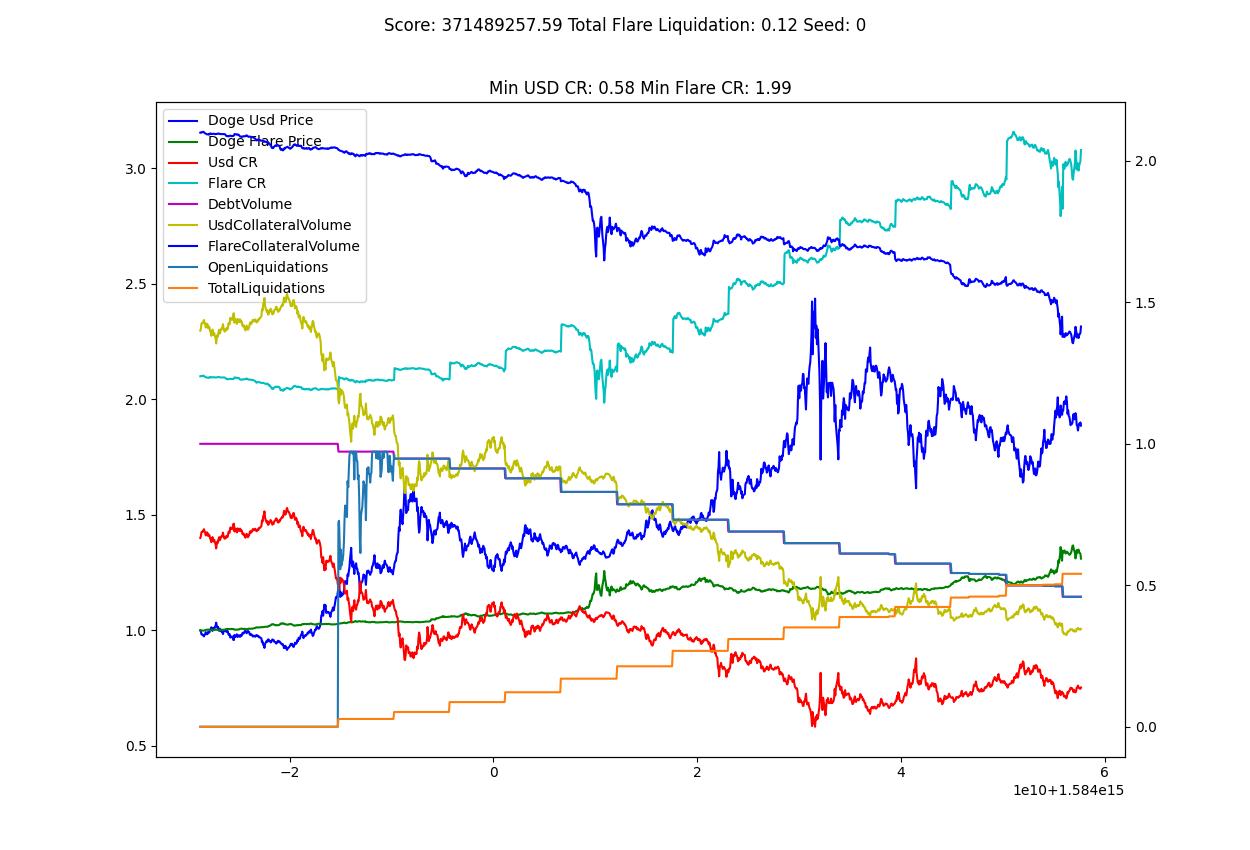 Score: 371489257.59 Total Flare Liquidation: 0.12 Seed: 0
Min USD CR: 0.58 Min Flare CR: 1.99
Doge Usd Price
Doge Flare Price
Usd CR
Flare CR
DebtVolume
UsdCollateralVolume
FlareCollateralVolume
OpenLiquidations
TotalLiquidations
3.0
2.5
2.0
1.5
1.0
0.5
2.0
1.5
1.0
0.5
0.0
−2 0 2 4 6
1e10+1.584e15